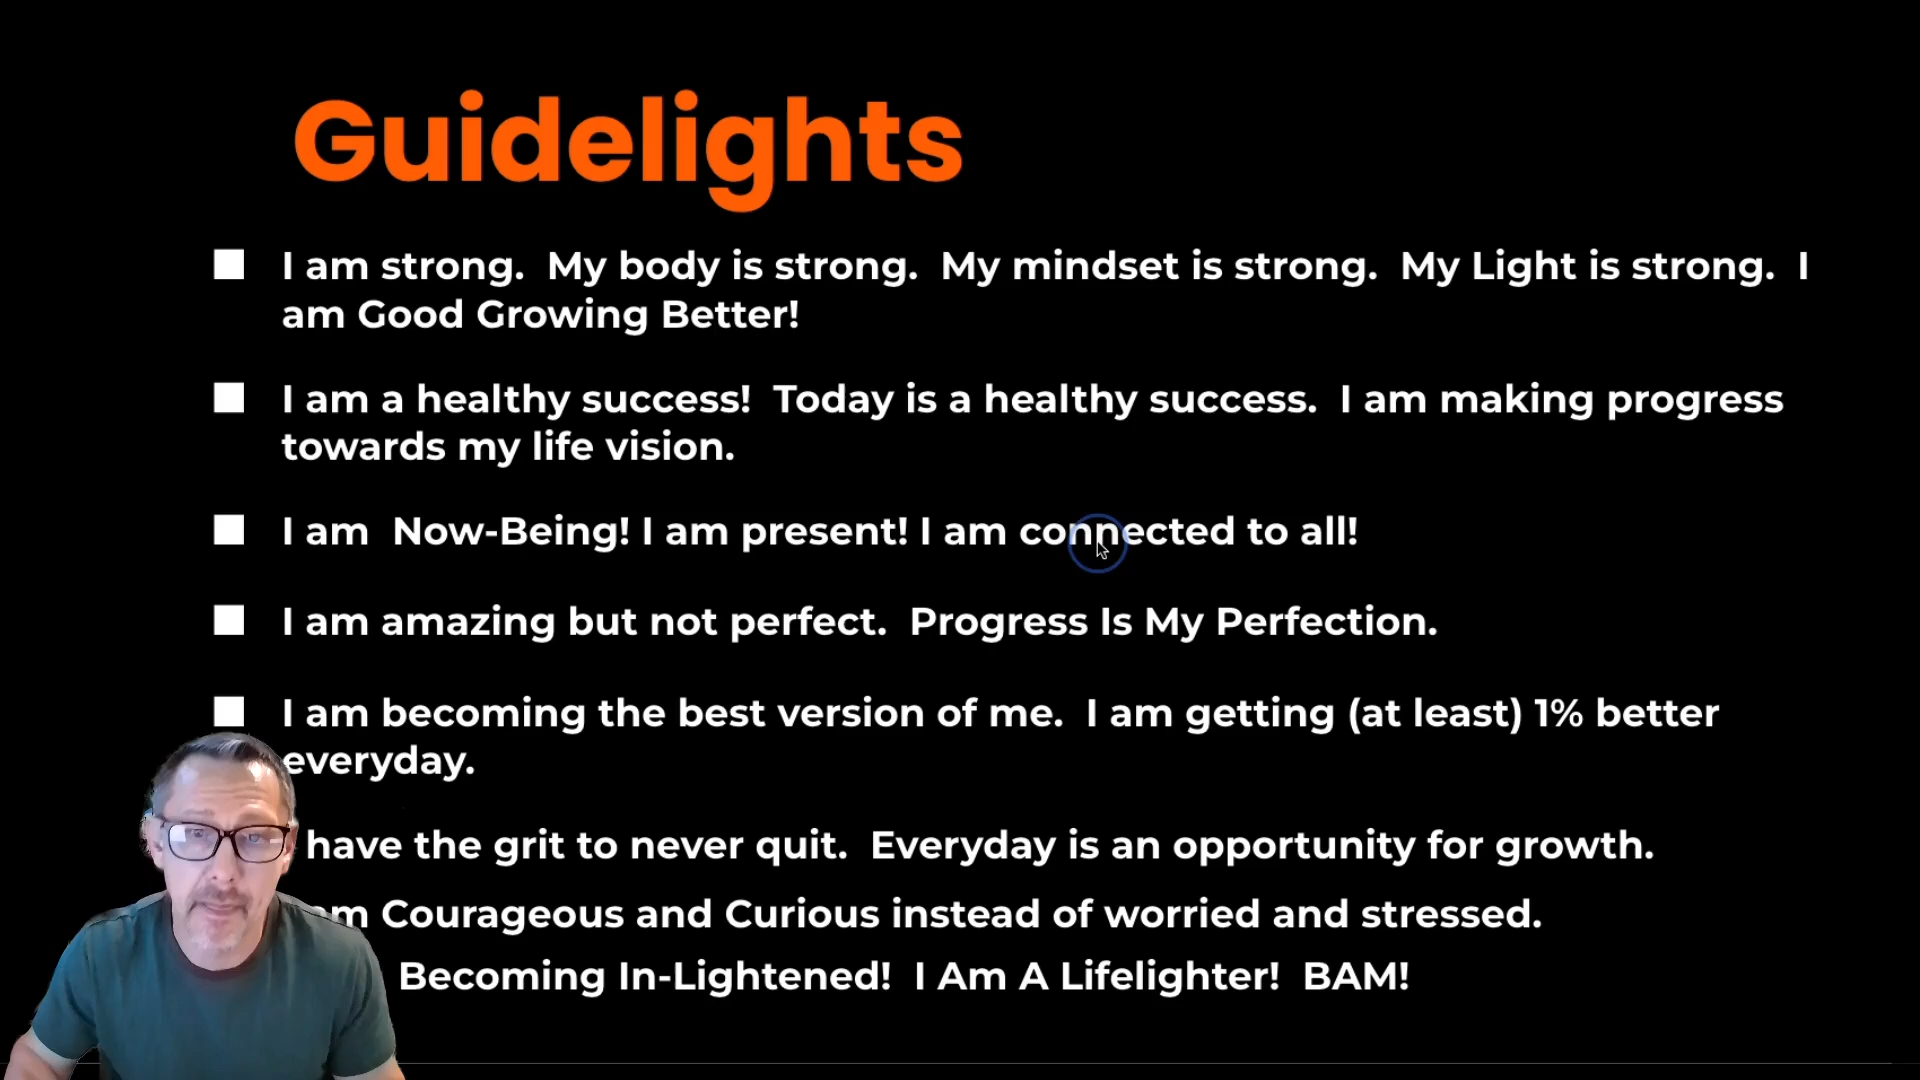 Guidelights
I am strong.  My body is strong.  My mindset is strong.  My Light is strong.  I
am Good Growing Better!
I am a healthy success!  Today is a healthy success.  I am making progress
towards my life vision.
I am  Now-Being! I am present! I am connected to all!
I am amazing but not perfect.  Progress Is My Perfection.
I am becoming the best version of me.  I am getting (at least) 1% better
everyday.
have the grit to never quit.  Everyday is an opportunity for growth.
Courageous and Curious instead of worried and stressed.
Becoming In-Lightened!  I Am A Lifelighter!  BAM!